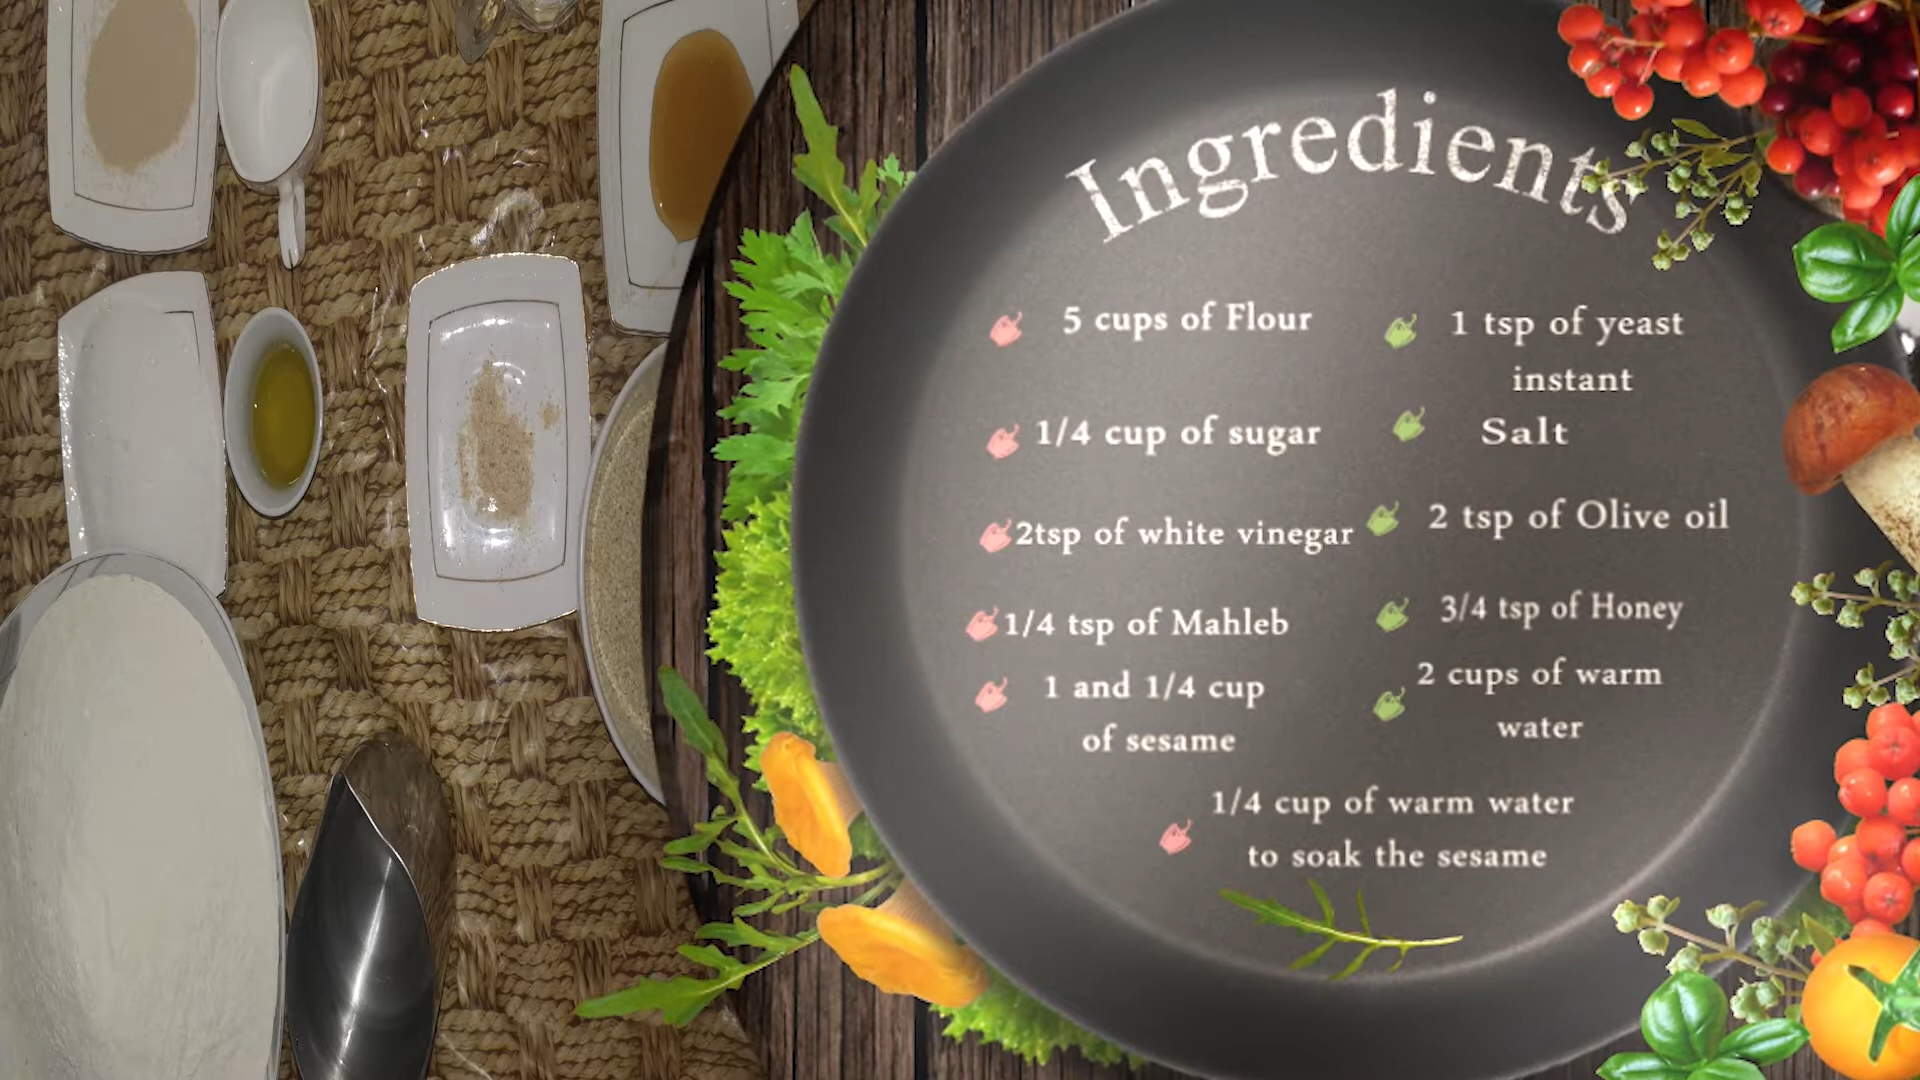 Ingredients
5 cups of Flour
1 tsp of yeast
instant
1/4 cup of sugar
Salt
2tsp of white vinegar
2 tsp of Olive oil
1/4 tsp of Mahleb
3/4 tsp of Honey
1 and 1/4 cup
of sesame
2 cups of warm
water
1/4 cup of warm water
to soak the sesame